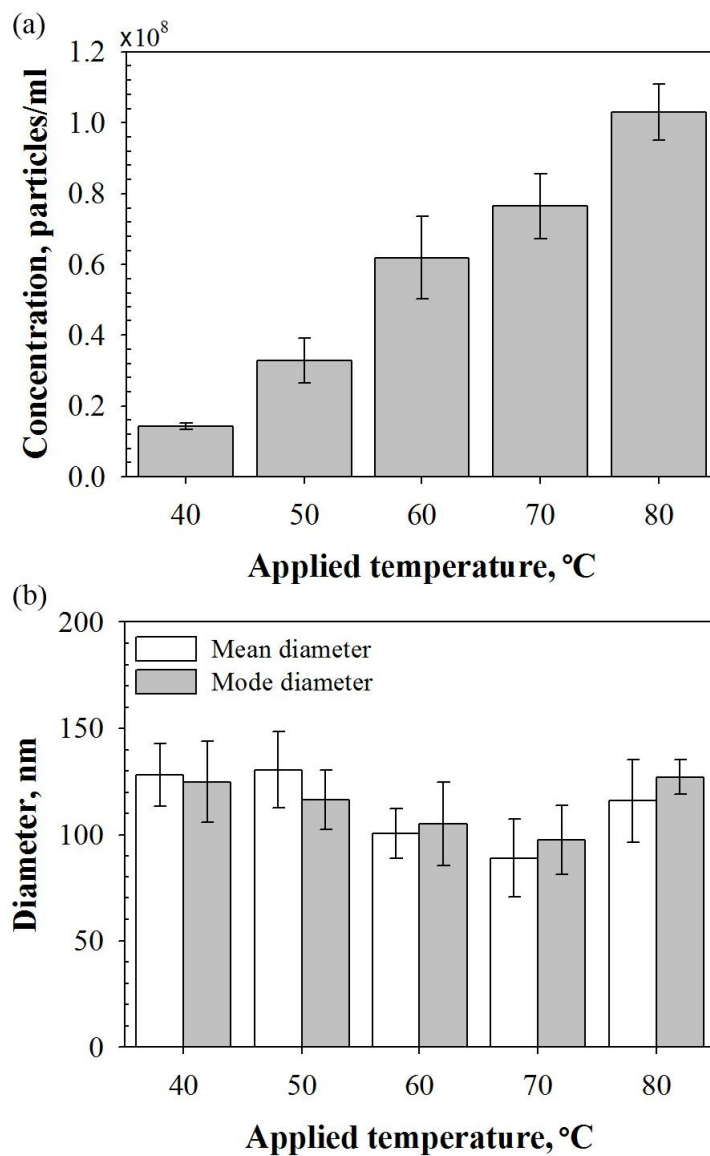 (a)
×10⁸
1.2
1.0
0.8
0.6
0.4
0.2
0.0
Concentration, particles/ml
40 50 60 70 80
Applied temperature, °C
(b)
200
150
100
50
0
Diameter, nm
Mean diameter
Mode diameter
40 50 60 70 80
Applied temperature, °C